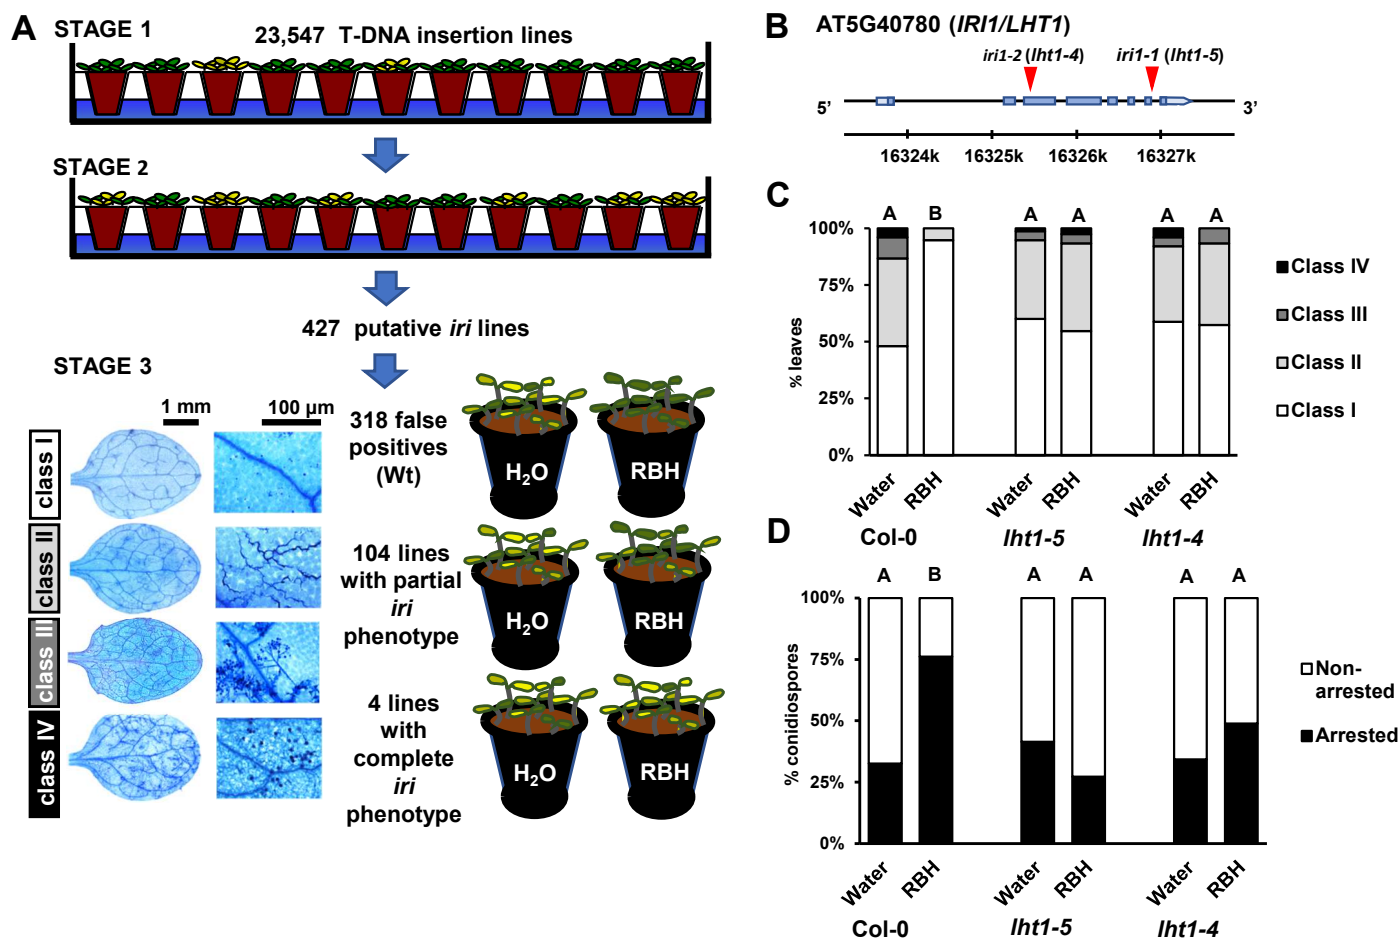 A
STAGE 1
23,547 T-DNA insertion lines
STAGE 2
427 putative iri lines
STAGE 3
1 mm
100 µm
class I
class II
class III
class IV
318 false
positives
(Wt)
H₂O
RBH
104 lines
with partial
iri
phenotype
H₂O
RBH
4 lines
with
complete
iri
phenotype
H₂O
RBH
B
AT5G40780 (IRI1/LHT1)
iri1-2 (lht1-4)
iri1-1 (lht1-5)
5’
3’
16324k
16325k
16326k
16327k
C
A
B
A
A
A
A
100%
75%
50%
25%
0%
% leaves
Water
RBH
Water
RBH
Water
RBH
Col-0
lht1-5
lht1-4
Class IV
Class III
Class II
Class I
D
A
B
A
A
A
A
100%
75%
50%
25%
0%
% conidiospores
Water
RBH
Water
RBH
Water
RBH
Col-0
lht1-5
lht1-4
Non-
arrested
Arrested